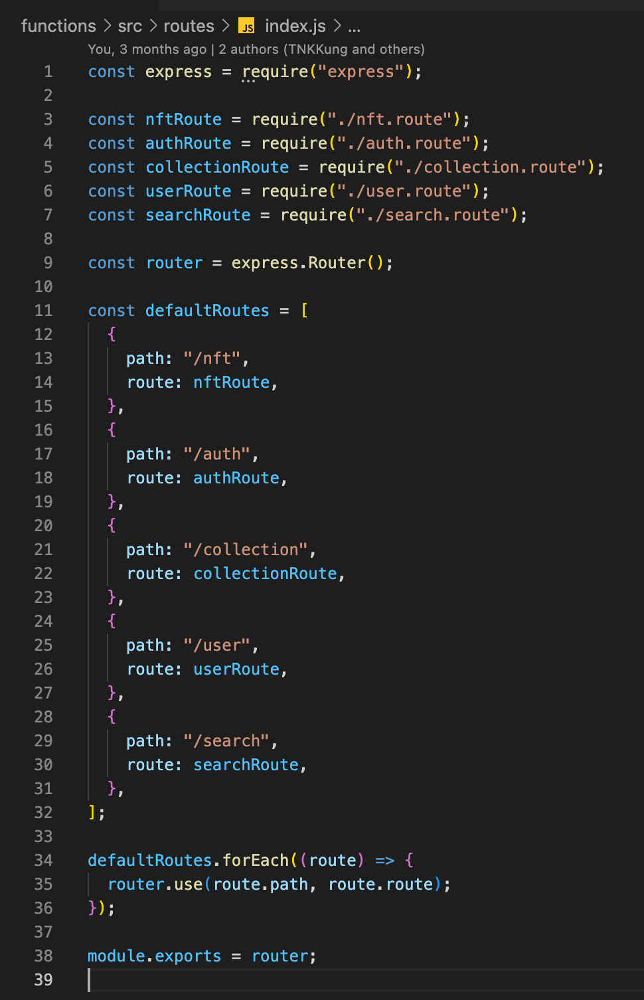 functions > src > routes > JS index.js > ...
You, 3 months ago | 2 authors (TNKKung and others)
1 const express = require("express");
2
3 const nftRoute = require("./nft.route");
4 const authRoute = require("./auth.route");
5 const collectionRoute = require("./collection.route");
6 const userRoute = require("./user.route");
7 const searchRoute = require("./search.route");
8
9 const router = express.Router();
10
11 const defaultRoutes = [
12   {
13     path: "/nft",
14     route: nftRoute,
15   },
16   {
17     path: "/auth",
18     route: authRoute,
19   },
20   {
21     path: "/collection",
22     route: collectionRoute,
23   },
24   {
25     path: "/user",
26     route: userRoute,
27   },
28   {
29     path: "/search",
30     route: searchRoute,
31   },
32 ];
33
34 defaultRoutes.forEach((route) => {
35   router.use(route.path, route.route);
36 });
37
38 module.exports = router;
39